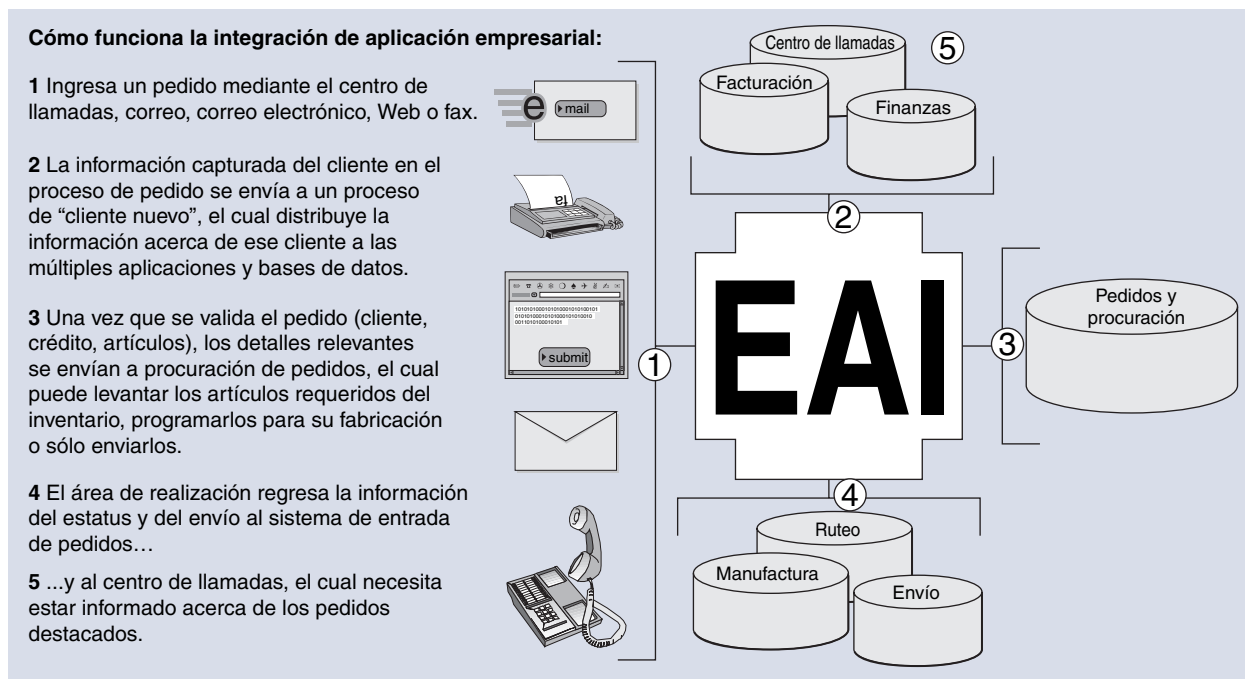 Cómo funciona la integración de aplicación empresarial:
1 Ingresa un pedido mediante el centro de
llamadas, correo, correo electrónico, Web o fax.
2 La información capturada del cliente en el
proceso de pedido se envía a un proceso
de “cliente nuevo”, el cual distribuye la
información acerca de ese cliente a las
múltiples aplicaciones y bases de datos.
3 Una vez que se valida el pedido (cliente,
crédito, artículos), los detalles relevantes
se envían a procuración de pedidos, el cual
puede levantar los artículos requeridos del
inventario, programarlos para su fabricación
o sólo enviarlos.
4 El área de realización regresa la información
del estatus y del envío al sistema de entrada
de pedidos…
5 ...y al centro de llamadas, el cual necesita
estar informado acerca de los pedidos
destacados.
e mail
fa
submit
1
Centro de llamadas
5
Facturación
Finanzas
2
EAI
3
Pedidos y
procuración
4
Ruteo
Manufactura
Envío